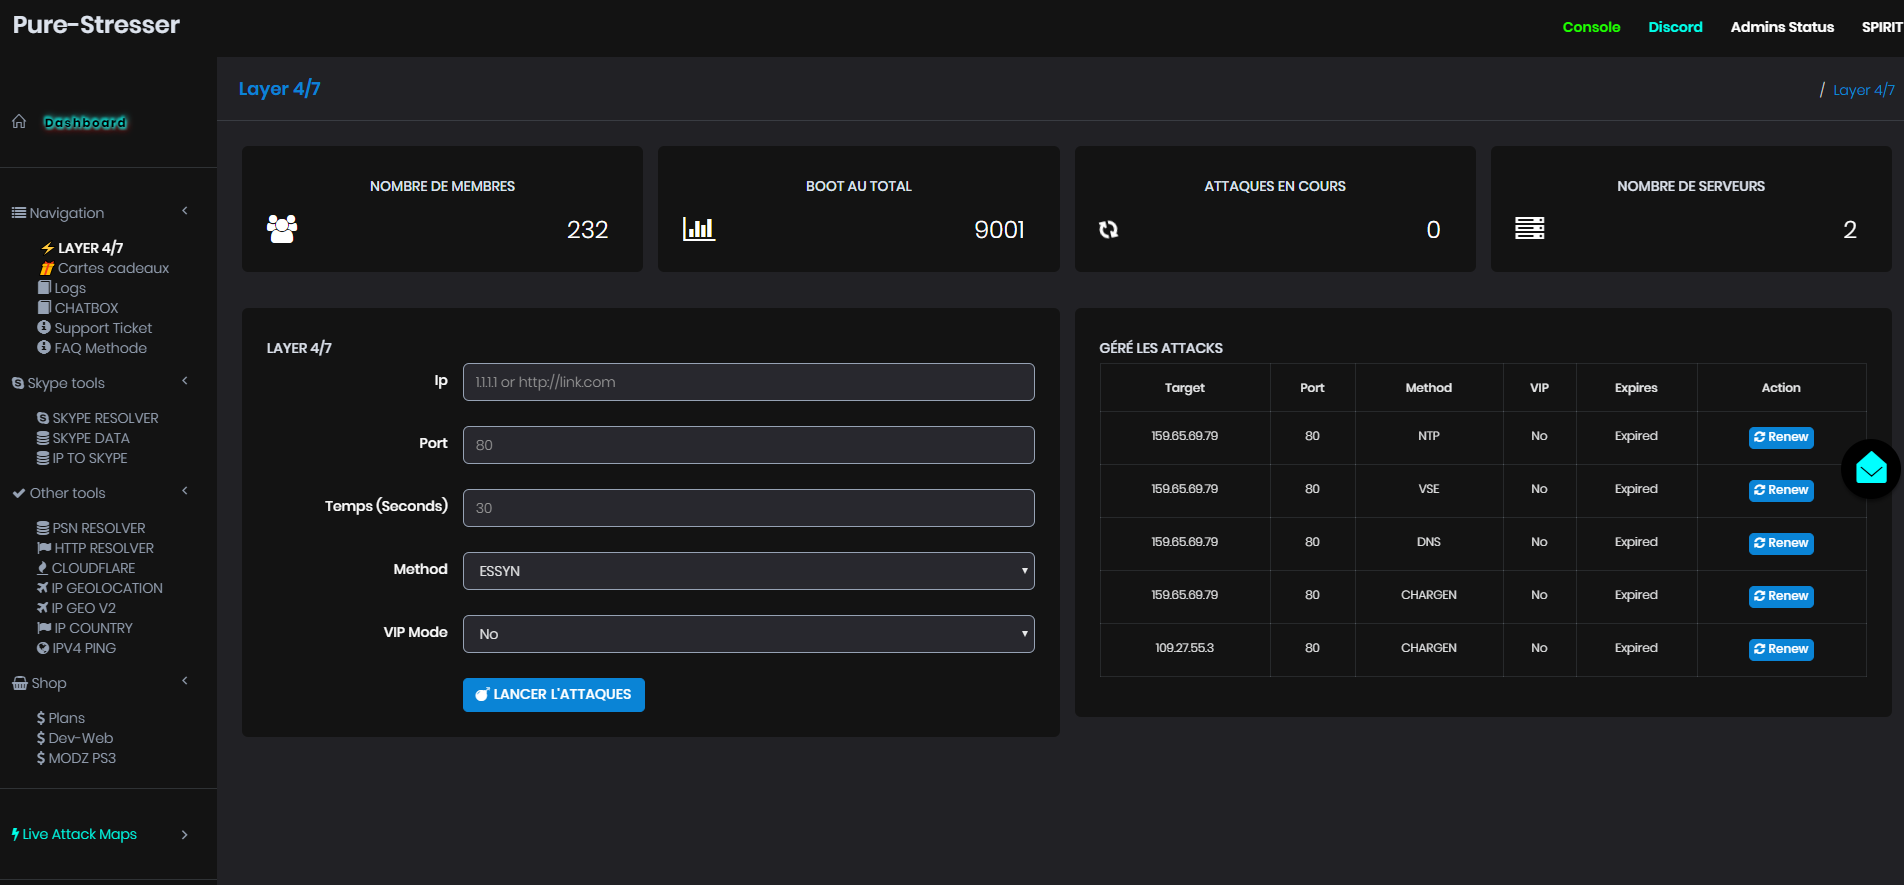 Pure-Stresser
Console Discord Admins Status SPIRIT
Dashboard
Navigation
LAYER 4/7
Cartes cadeaux
Logs
CHATBOX
Support Ticket
FAQ Methode
Skype tools
SKYPE RESOLVER
SKYPE DATA
IP TO SKYPE
Other tools
PSN RESOLVER
HTTP RESOLVER
CLOUDFLARE
IP GEOLOCATION
IP GEO V2
IP COUNTRY
IPV4 PING
Shop
Plans
Dev-Web
MODZ PS3
Live Attack Maps
Layer 4/7
/ Layer 4/7
NOMBRE DE MEMBRES
232
BOOT AU TOTAL
9001
ATTAQUES EN COURS
0
NOMBRE DE SERVEURS
2
LAYER 4/7
Ip 1.1.1.1 or http://link.com
Port 80
Temps (Seconds) 30
Method ESSYN
VIP Mode No
LANCER L'ATTAQUES
GÉRÉ LES ATTACKS
Target Port Method VIP Expires Action
159.65.69.79 80 NTP No Expired Renew
159.65.69.79 80 VSE No Expired Renew
159.65.69.79 80 DNS No Expired Renew
159.65.69.79 80 CHARGEN No Expired Renew
109.27.55.3 80 CHARGEN No Expired Renew